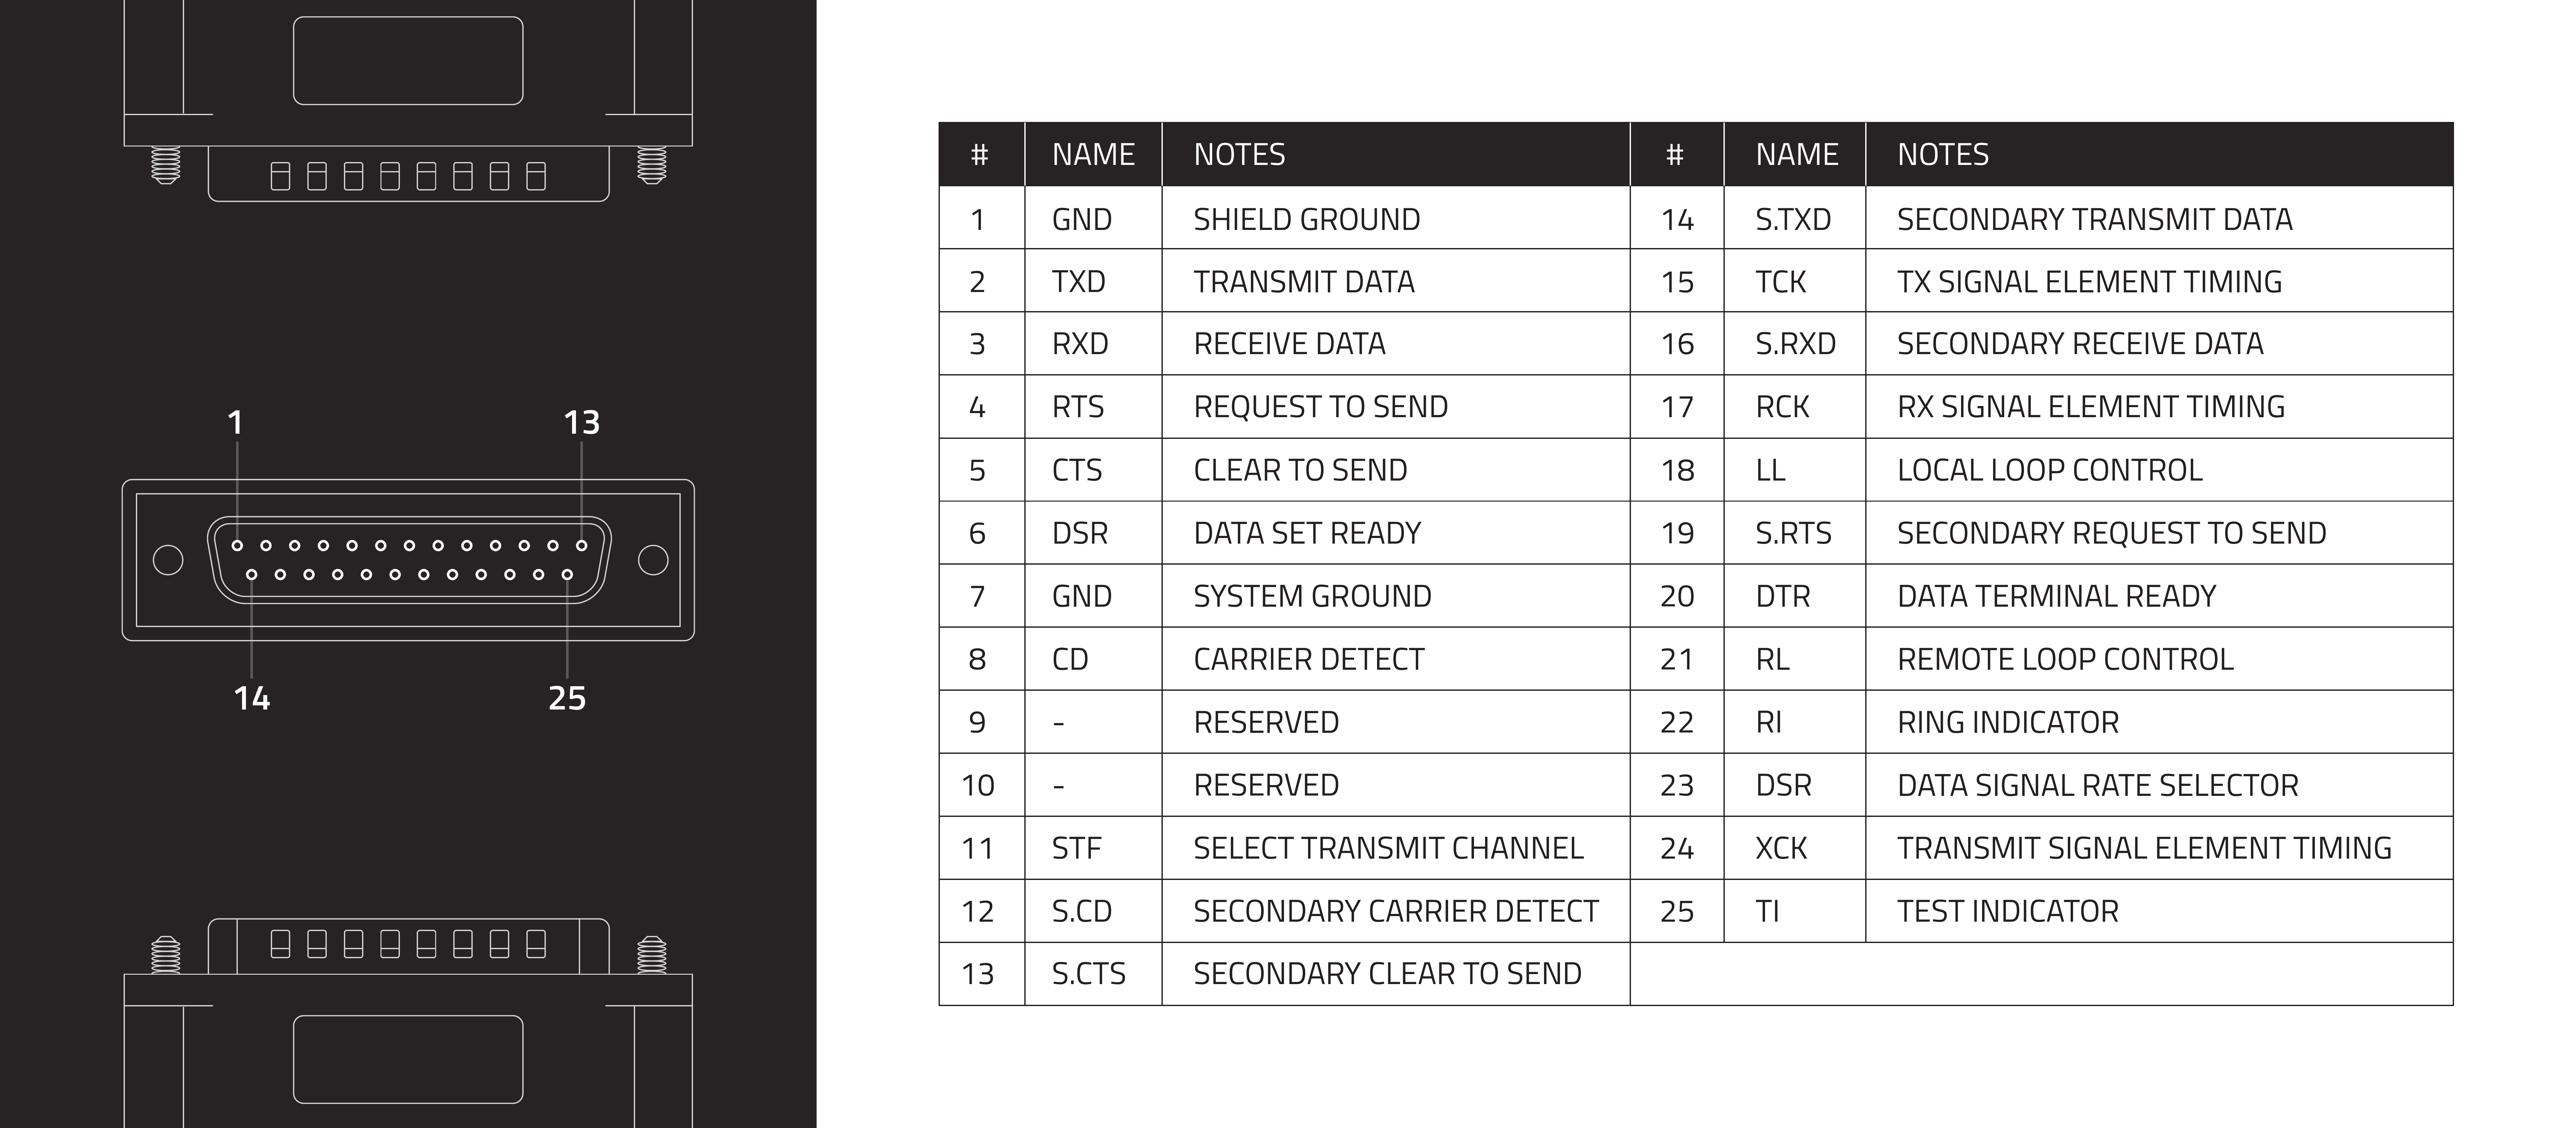 1 13
14 25
# NAME NOTES # NAME NOTES
1 GND SHIELD GROUND 14 S.TXD SECONDARY TRANSMIT DATA
2 TXD TRANSMIT DATA 15 TCK TX SIGNAL ELEMENT TIMING
3 RXD RECEIVE DATA 16 S.RXD SECONDARY RECEIVE DATA
4 RTS REQUEST TO SEND 17 RCK RX SIGNAL ELEMENT TIMING
5 CTS CLEAR TO SEND 18 LL LOCAL LOOP CONTROL
6 DSR DATA SET READY 19 S.RTS SECONDARY REQUEST TO SEND
7 GND SYSTEM GROUND 20 DTR DATA TERMINAL READY
8 CD CARRIER DETECT 21 RL REMOTE LOOP CONTROL
9 - RESERVED 22 RI RING INDICATOR
10 - RESERVED 23 DSR DATA SIGNAL RATE SELECTOR
11 STF SELECT TRANSMIT CHANNEL 24 XCK TRANSMIT SIGNAL ELEMENT TIMING
12 S.CD SECONDARY CARRIER DETECT 25 TI TEST INDICATOR
13 S.CTS SECONDARY CLEAR TO SEND